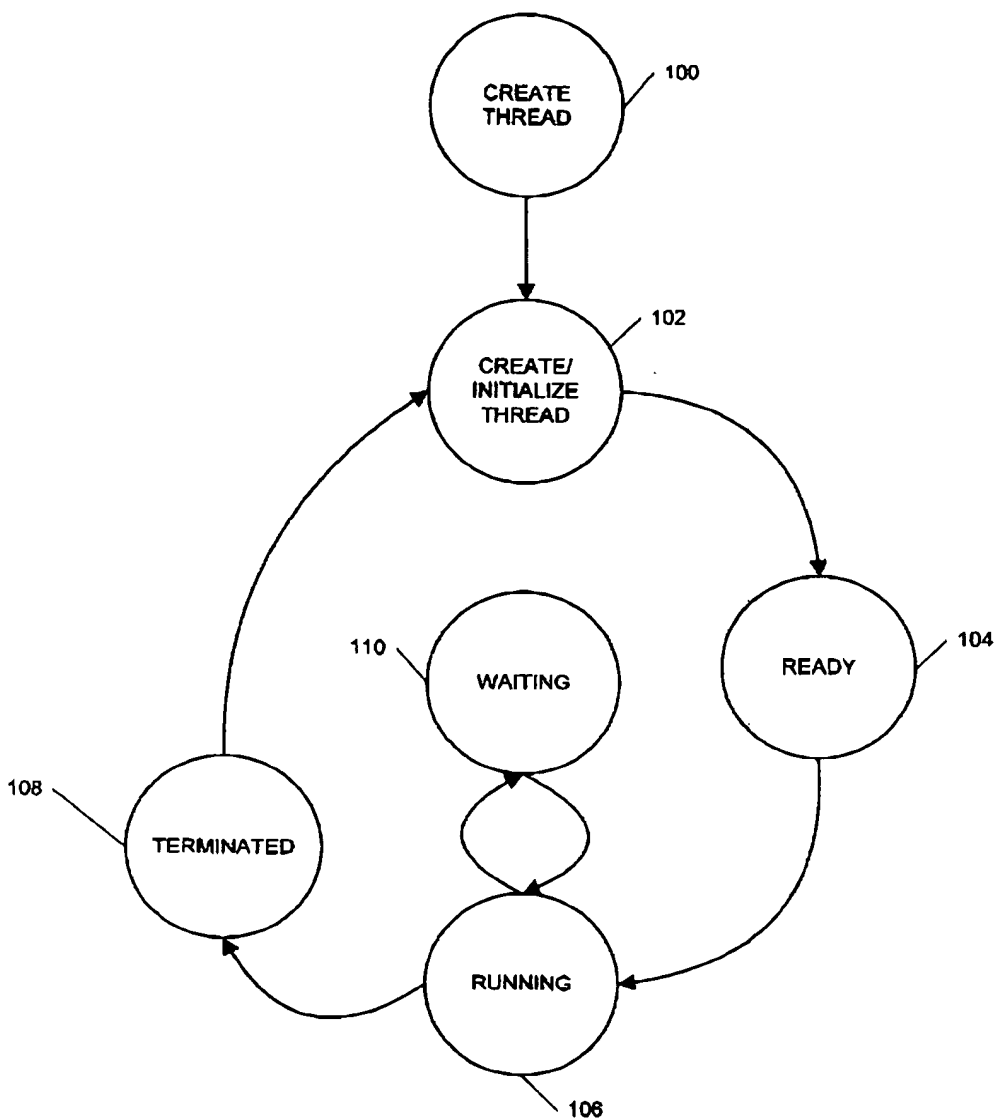 CREATE
THREAD
100
102
CREATE/
INITIALIZE
THREAD
110
WAITING
READY
104
108
TERMINATED
RUNNING
106